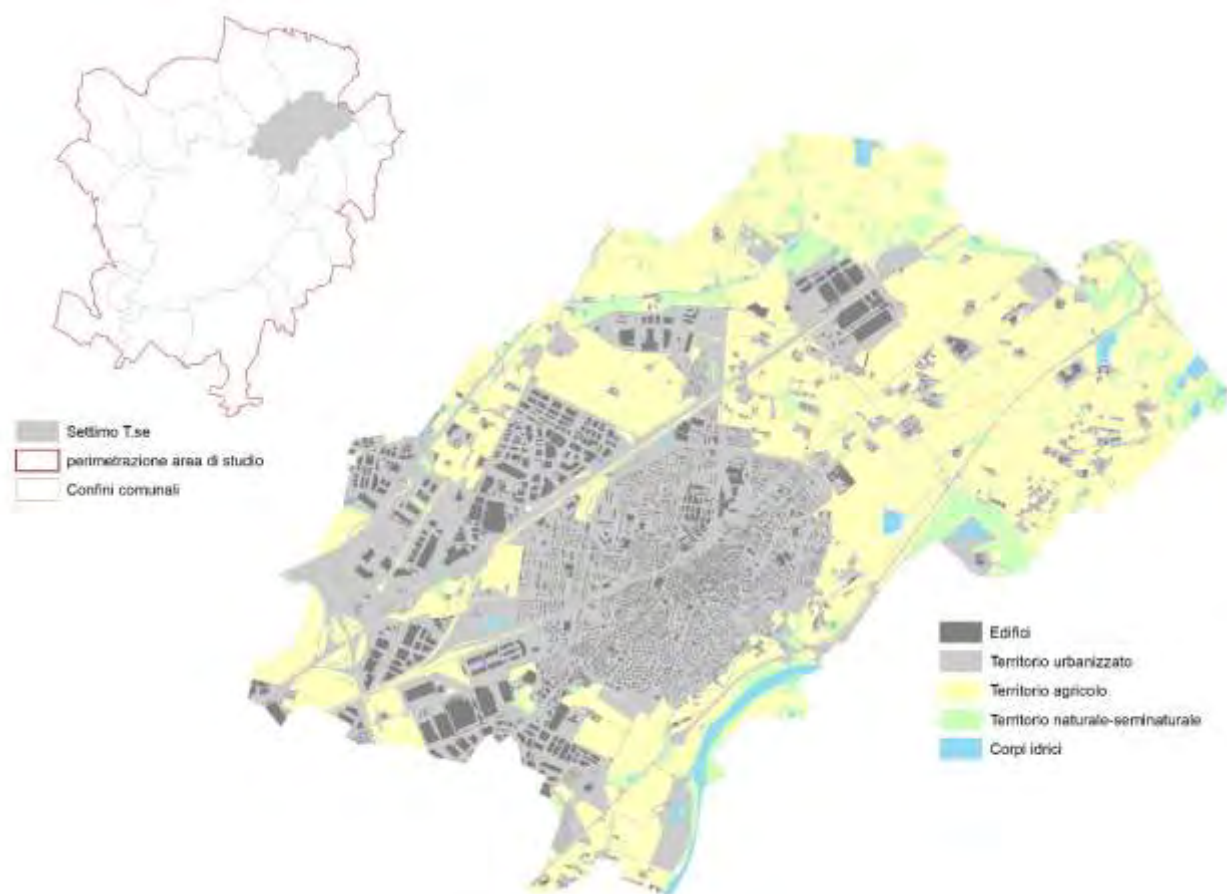 Settimo T.se
perimetrazione area di studio
Confini comunali
Edifici
Territorio urbanizzato
Territorio agricolo
Territorio naturale-seminaturale
Corpi idrici